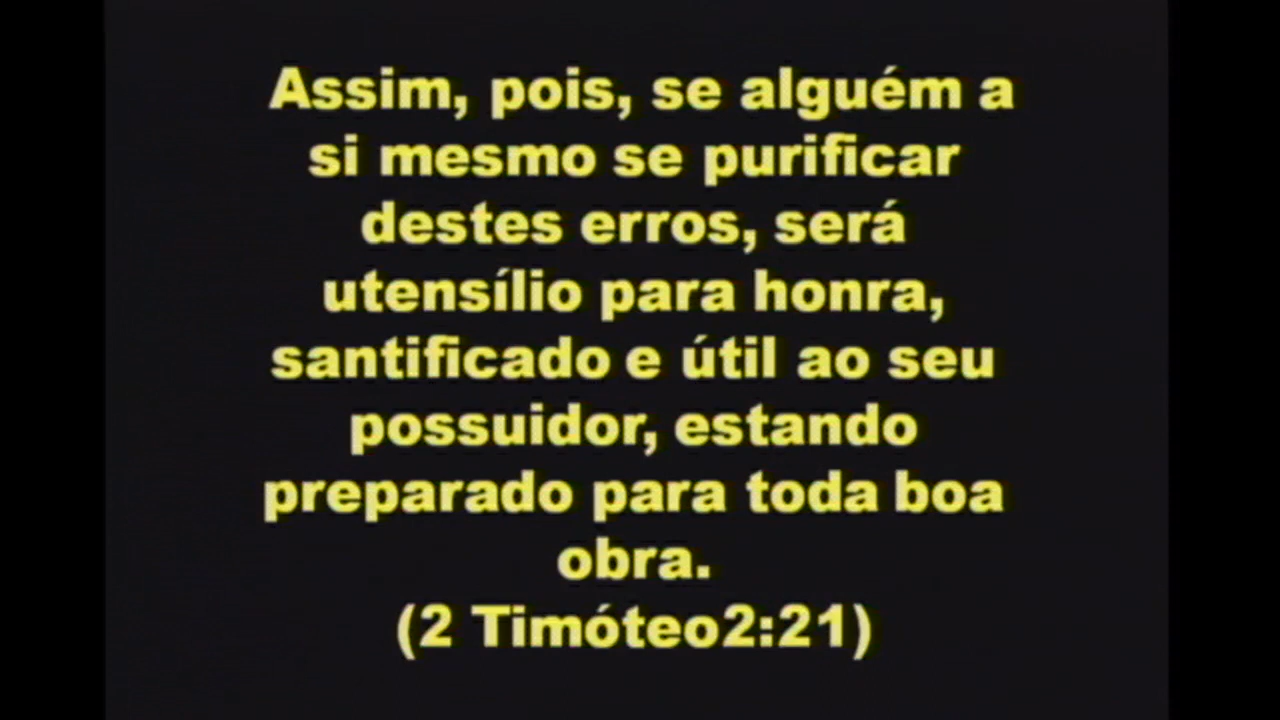 Assim, pois, se alguém a
si mesmo se purificar
destes erros, será
utensílio para honra,
santificado e útil ao seu
possuidor, estando
preparado para toda boa
obra.
(2 Timóteo2:21)